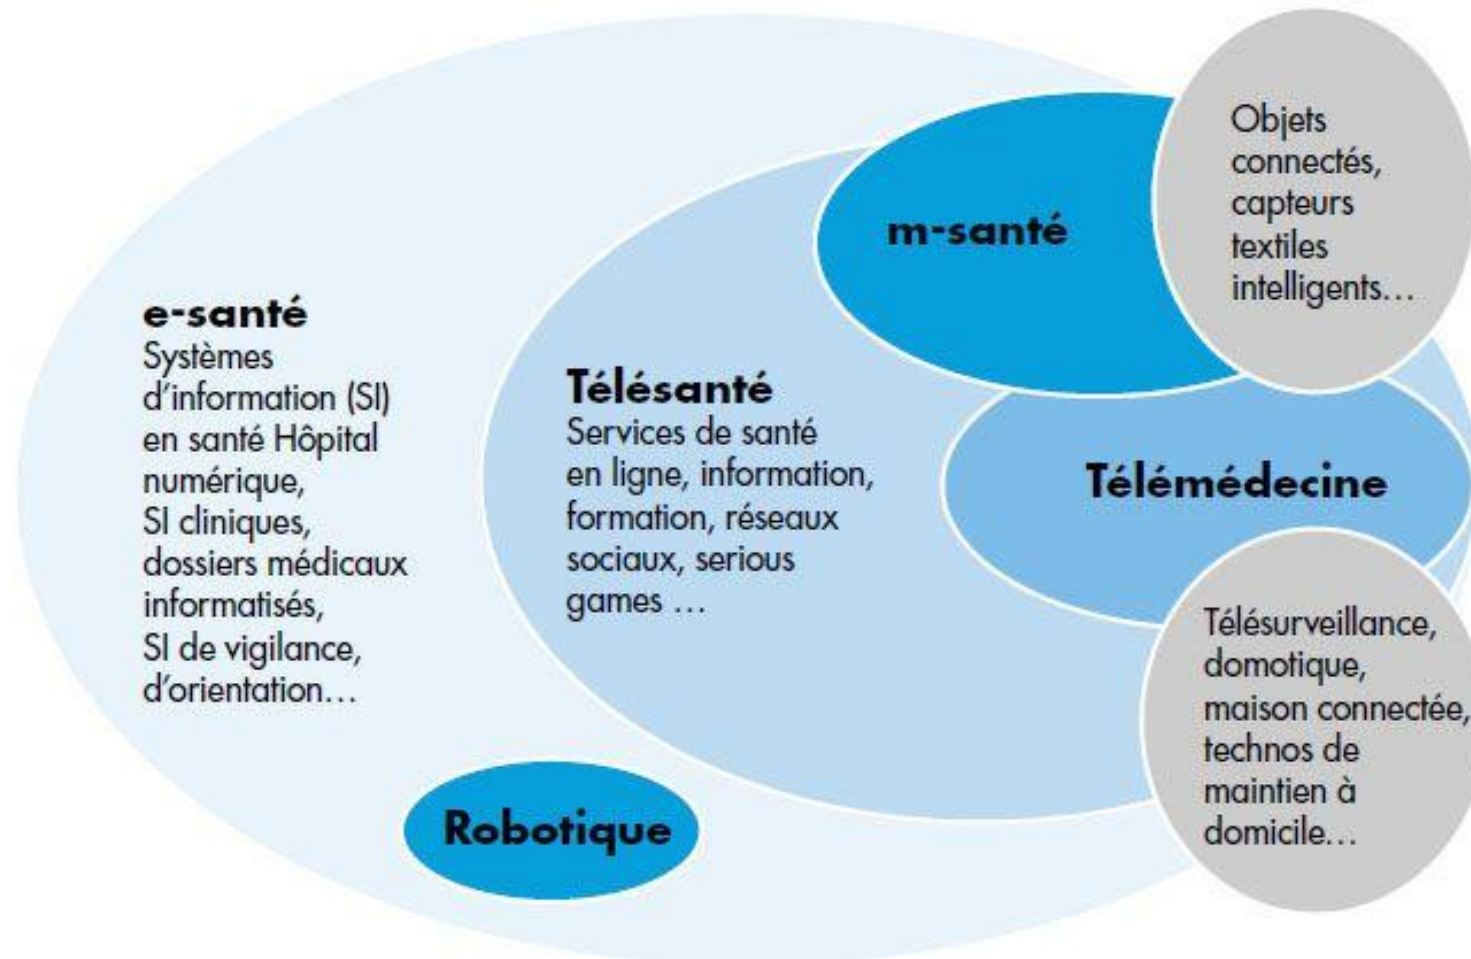 e-santé
Systèmes
d'information (SI)
en santé Hôpital
numérique,
SI cliniques,
dossiers médicaux
informatisés,
SI de vigilance,
d'orientation…
Télésanté
Services de santé
en ligne, information,
formation, réseaux
sociaux, serious
games …
m-santé
Objets
connectés,
capteurs
textiles
intelligents…
Télémédecine
Télésurveillance,
domotique,
maison connectée,
technos de
maintien à
domicile…
Robotique